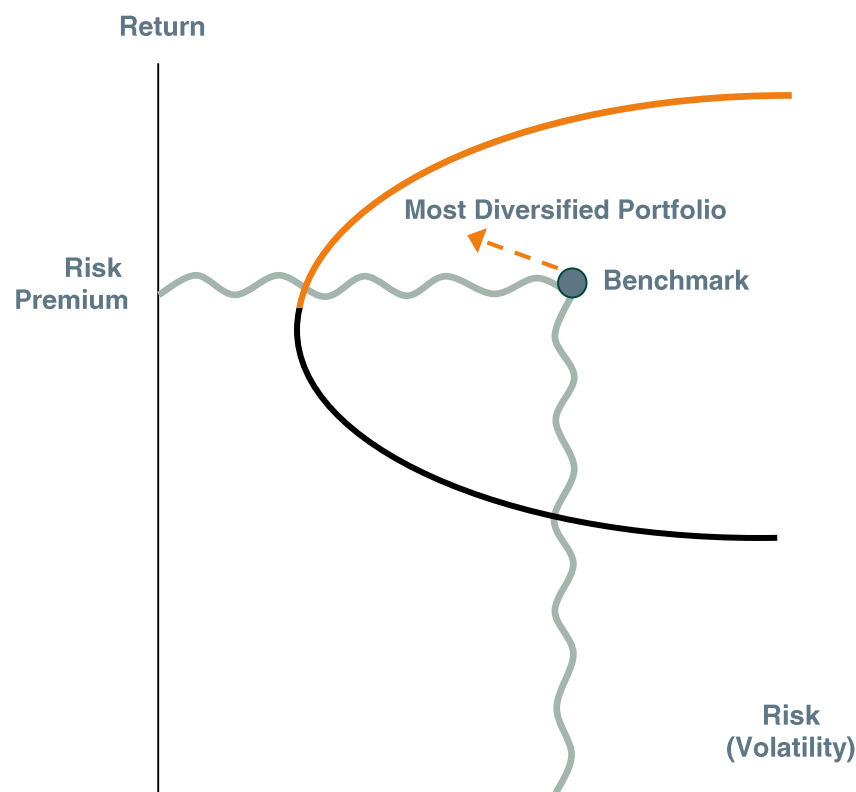 Return
Most Diversified Portfolio
Risk
Premium
Benchmark
Risk
(Volatility)